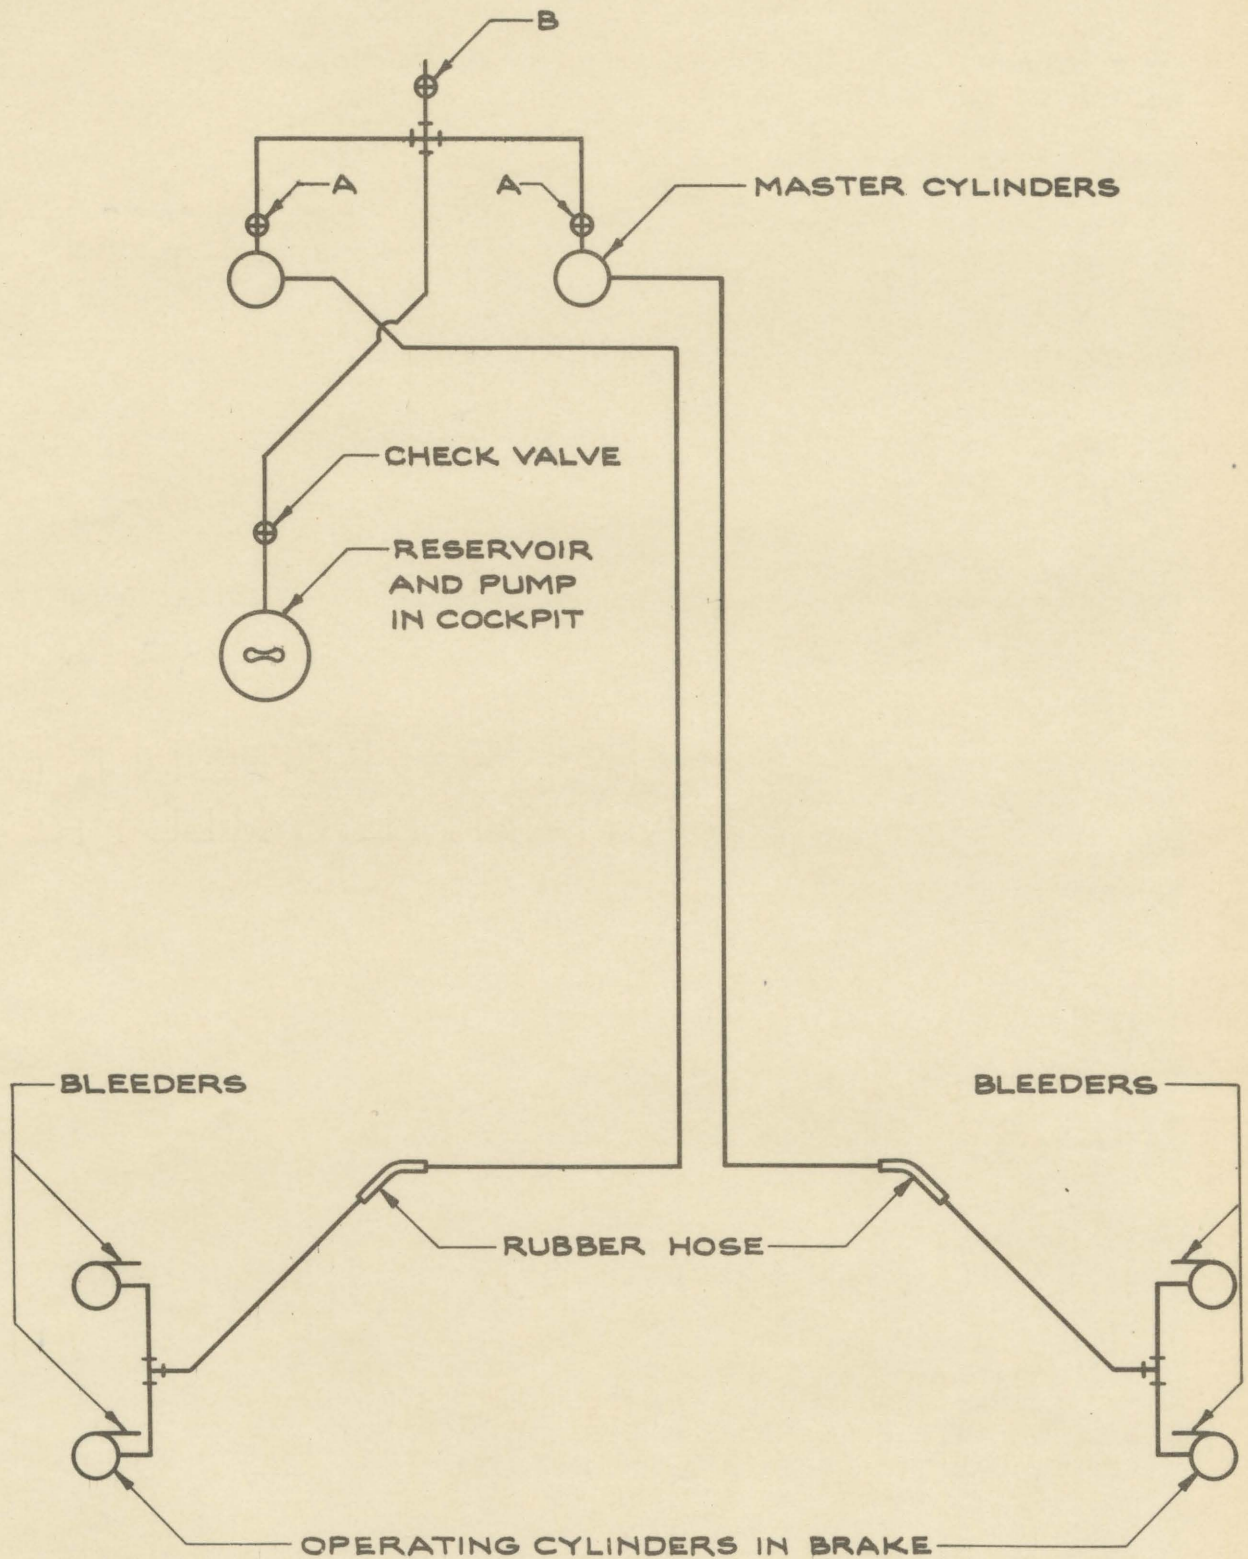 B
A
A
MASTER CYLINDERS
CHECK VALVE
RESERVOIR
AND PUMP
IN COCKPIT
BLEEDERS
BLEEDERS
RUBBER HOSE
OPERATING CYLINDERS IN BRAKE